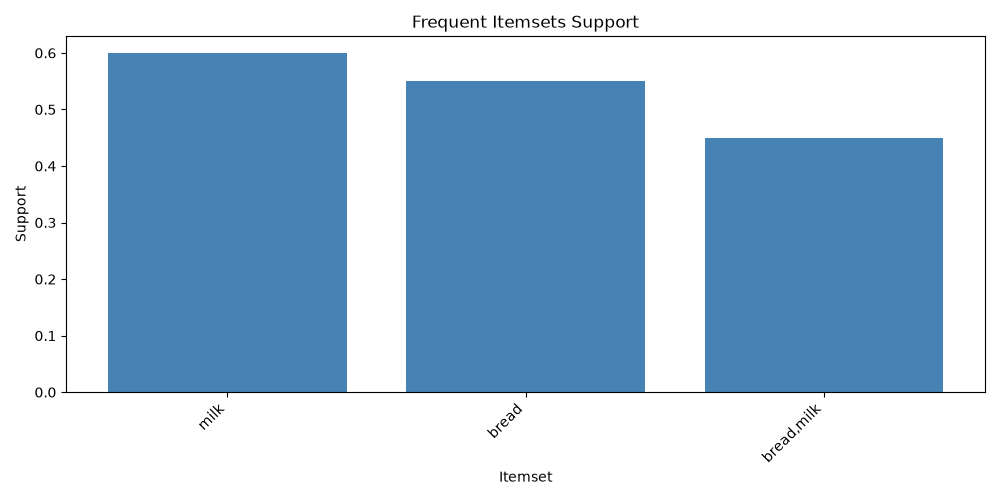 Frequent Itemsets Support
Support
0.6
0.5
0.4
0.3
0.2
0.1
0.0
milk
bread
bread,milk
Itemset